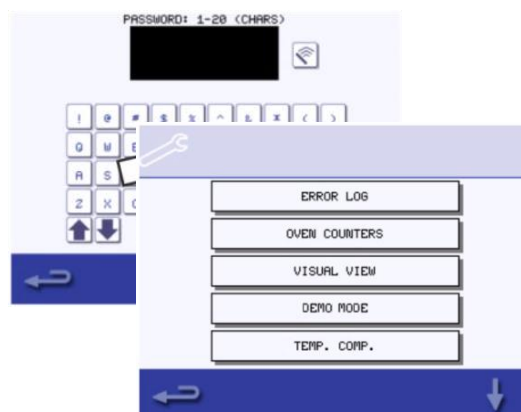 PASSWORD: 1-20 (CHARS)
! @ # $ % ^ & * ( )
Q W E
A S
Z X C
ERROR LOG
OVEN COUNTERS
VISUAL VIEW
DEMO MODE
TEMP. COMP.